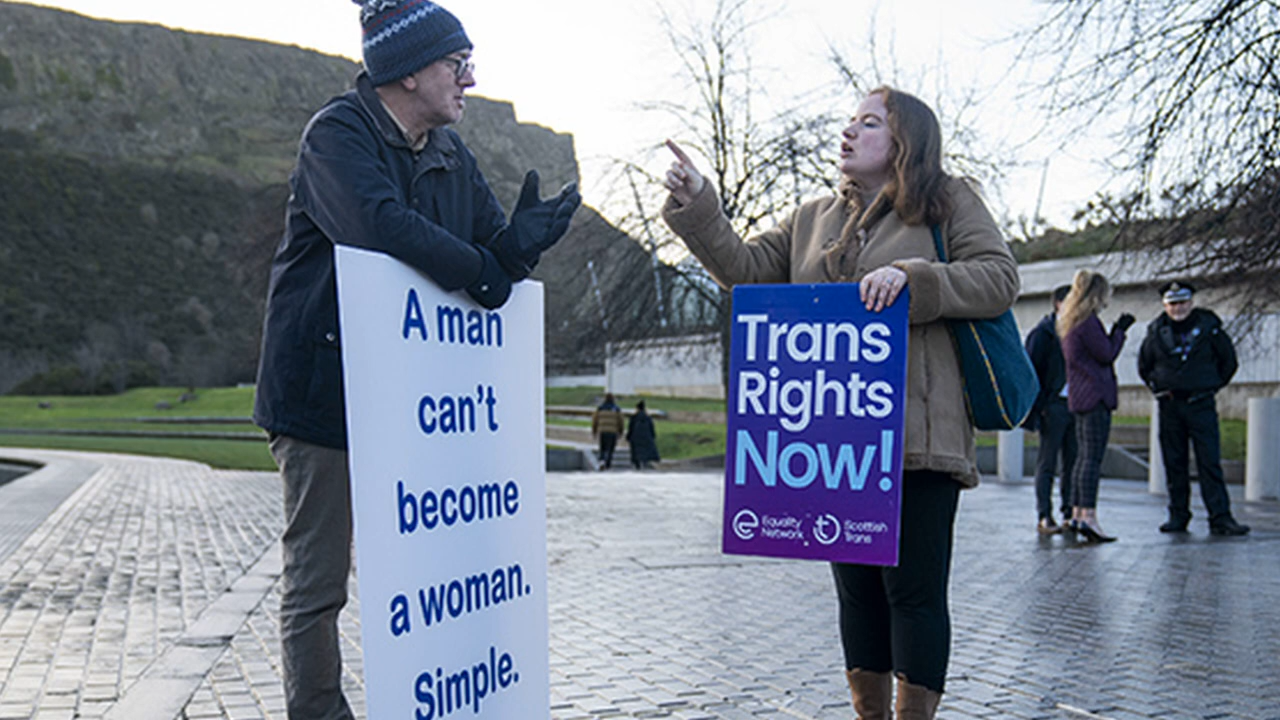 A man
can't
become
a woman.
Simple.
Trans
Rights
Now!
Equality
Network
Scottish
Trans